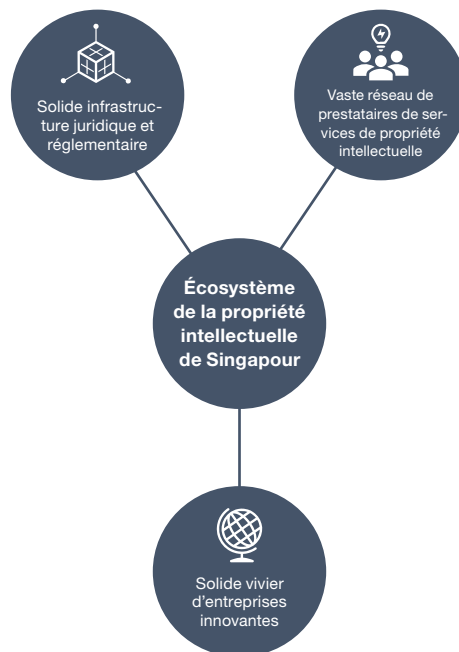 Solide infrastruc-
ture juridique et
réglementaire
Vaste réseau de
prestataires de ser-
vices de propriété
intellectuelle
Écosystème
de la propriété
intellectuelle
de Singapour
Solide vivier
d'entreprises
innovantes